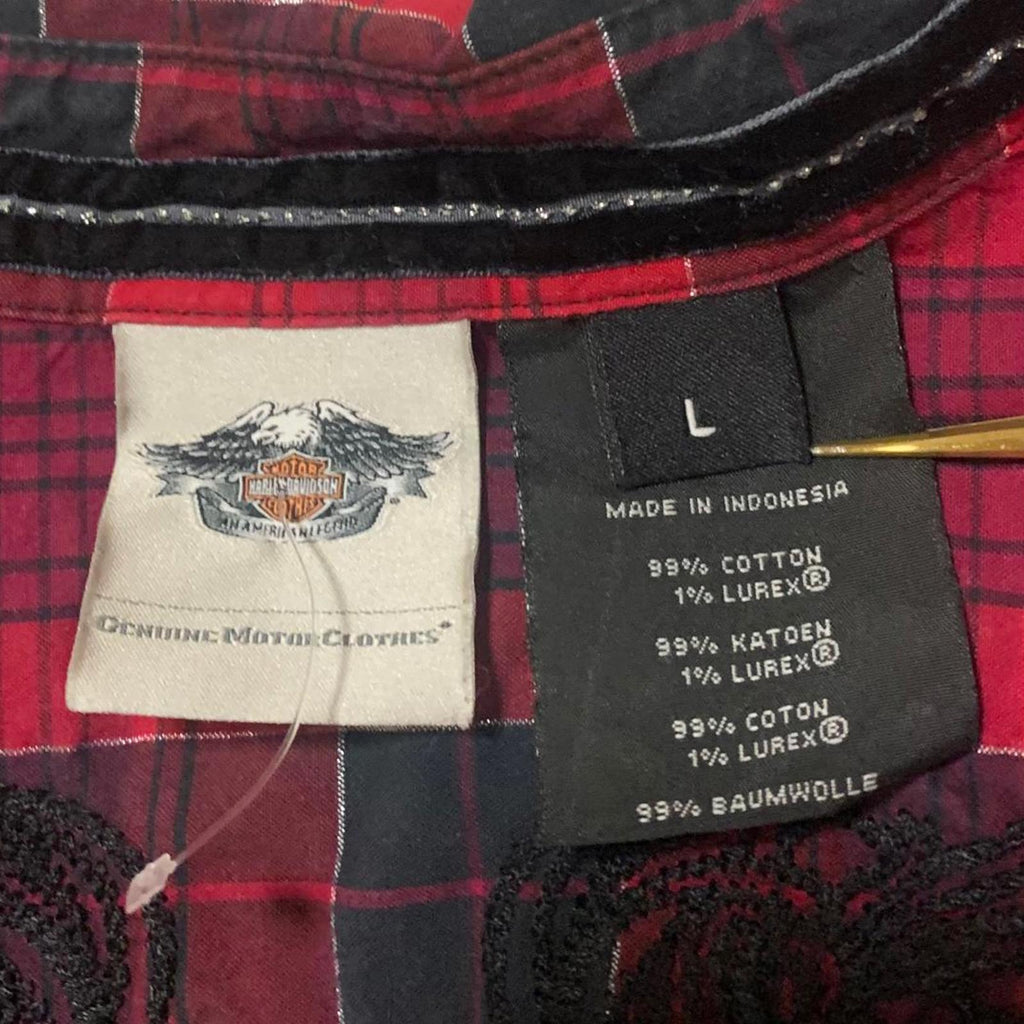 MOTOR
HARLEY-DAVIDSON
CLOTHES
AN AMERICAN LEGEND
®
GENUINE MOTORCLOTHES®
L
MADE IN INDONESIA
99% COTTON
1% LUREX®
99% KATOEN
1% LUREX®
99% COTON
1% LUREX®
99% BAUMWOLLE